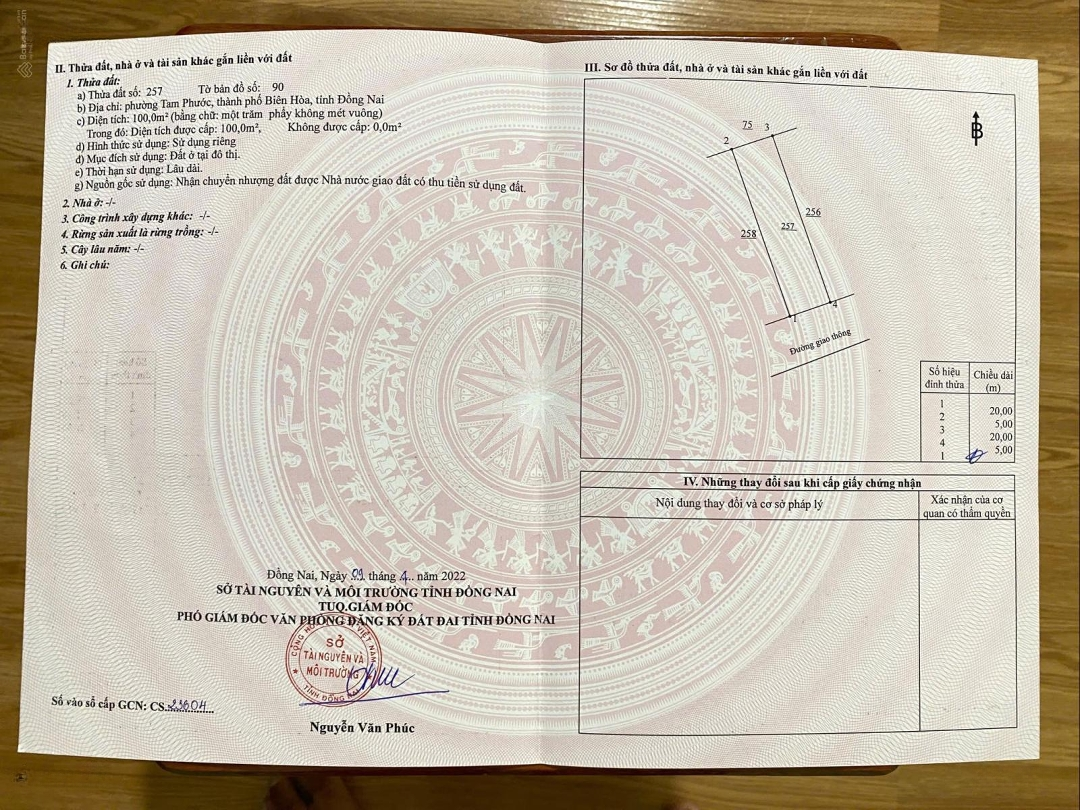 II. Thửa đất, nhà ở và tài sản khác gắn liền với đất
1. Thửa đất:
a) Thửa đất số: 257 Tờ bản đồ số: 90
b) Địa chỉ: phường Tam Phước, thành phố Biên Hòa, tỉnh Đồng Nai
c) Diện tích: 100,0m² (bằng chữ: một trăm phẩy không mét vuông)
Trong đó: Diện tích được cấp: 100,0m², Không được cấp: 0,0m²
d) Hình thức sử dụng: Sử dụng riêng
đ) Mục đích sử dụng: Đất ở tại đô thị.
e) Thời hạn sử dụng: Lâu dài.
g) Nguồn gốc sử dụng: Nhận chuyển nhượng đất được Nhà nước giao đất có thu tiền sử dụng đất.
2. Nhà ở: -/-
3. Công trình xây dựng khác: -/-
4. Rừng sản xuất là rừng trồng: -/-
5. Cây lâu năm: -/-
6. Ghi chú:
Đồng Nai, Ngày 09 tháng 4 năm 2022
SỞ TÀI NGUYÊN VÀ MÔI TRƯỜNG TỈNH ĐỒNG NAI
TUQ.GIÁM ĐỐC
PHÓ GIÁM ĐỐC VĂN PHÒNG ĐĂNG KÝ ĐẤT ĐAI TỈNH ĐỒNG NAI
SỞ
TÀI NGUYÊN VÀ
MÔI TRƯỜNG
TỈNH ĐỒNG NAI
Nguyễn Văn Phúc
Số vào sổ cấp GCN: CS.23604
III. Sơ đồ thửa đất, nhà ở và tài sản khác gắn liền với đất
B
75
2 3
256
257
258
1 4
Đường giao thông
Số hiệu đỉnh thửa Chiều dài (m)
1
20,00
2
5,00
3
20,00
4
5,00
1
IV. Những thay đổi sau khi cấp giấy chứng nhận
Nội dung thay đổi và cơ sở pháp lý
Xác nhận của cơ
quan có thẩm quyền